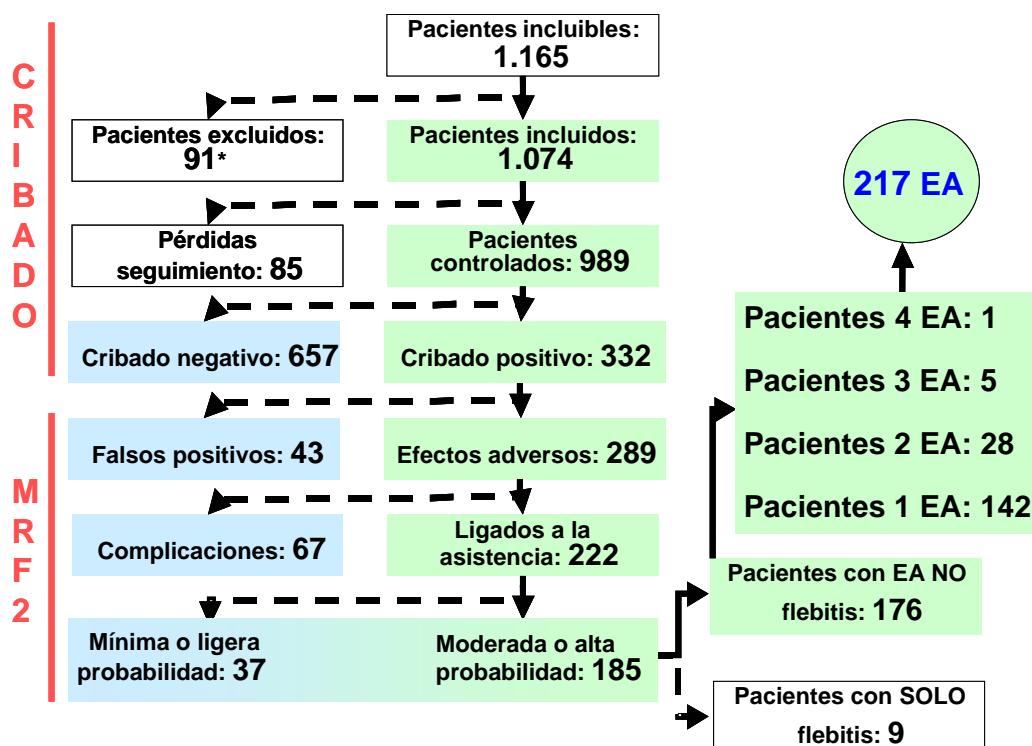 CRIBADO
MRF2
Pacientes incluibles:
1.165
Pacientes excluidos:
91*
Pacientes incluidos:
1.074
Pérdidas
seguimiento: 85
Pacientes
controlados: 989
Cribado negativo: 657
Cribado positivo: 332
Falsos positivos: 43
Efectos adversos: 289
Complicaciones: 67
Ligados a la
asistencia: 222
Mínima o ligera
probabilidad: 37
Moderada o alta
probabilidad: 185
217 EA
Pacientes 4 EA: 1
Pacientes 3 EA: 5
Pacientes 2 EA: 28
Pacientes 1 EA: 142
Pacientes con EA NO
flebitis: 176
Pacientes con SOLO
flebitis: 9